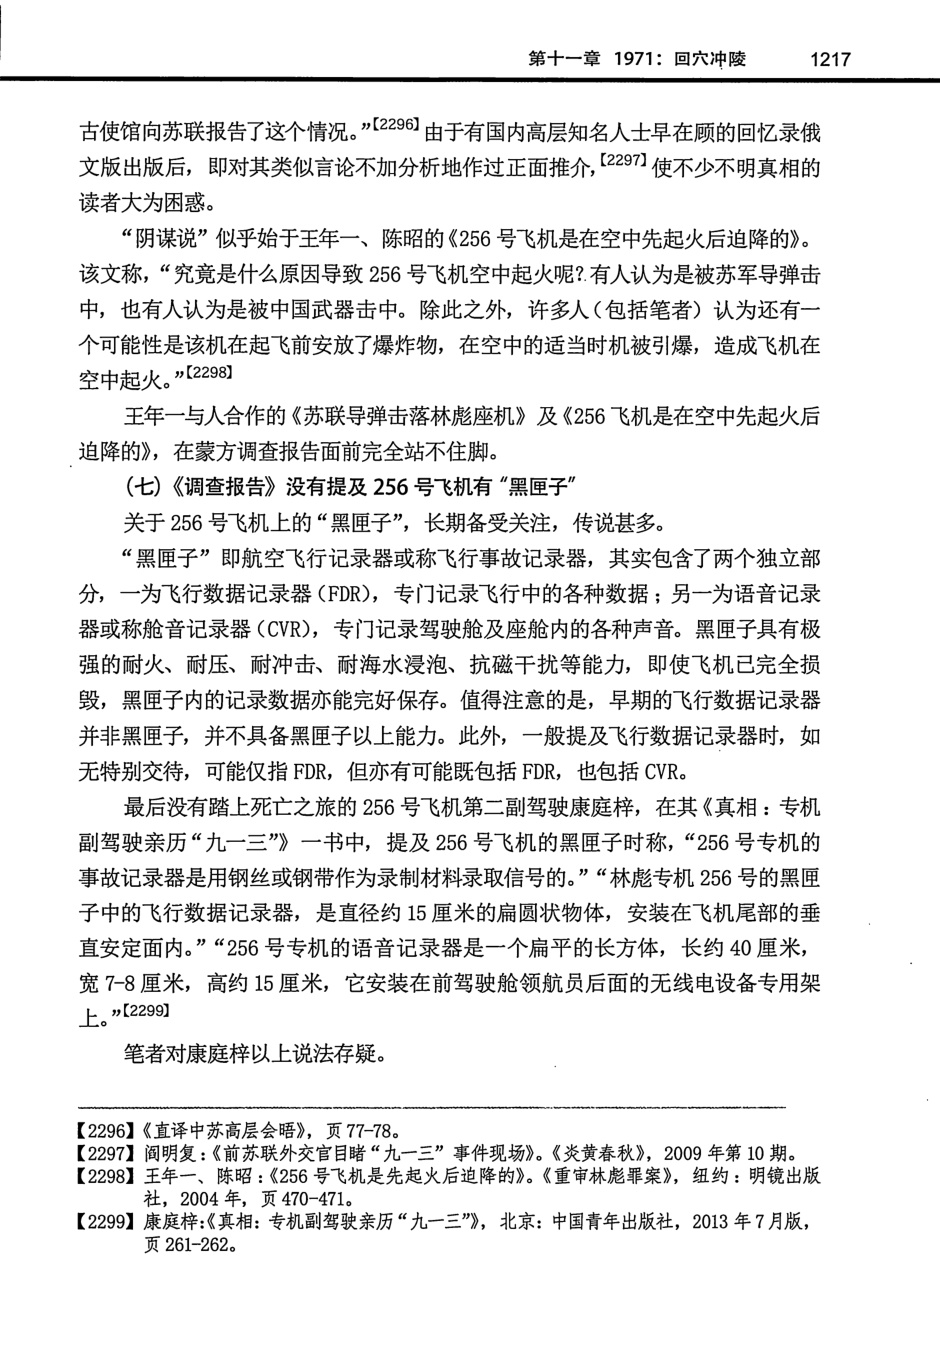 第十一章 1971：回穴冲陵 1217
古使馆向苏联报告了这个情况。”【2296】由于有国内高层知名人士早在顾的回忆录俄
文版出版后，即对其类似言论不加分析地作过正面推介，【2297】使不少不明真相的
读者大为困惑。
“阴谋说”似乎始于王年一、陈昭的《256 号飞机是在空中先起火后迫降的》。
该文称，“究竟是什么原因导致 256 号飞机空中起火呢？有人认为是被苏军导弹击
中，也有人认为是被中国武器击中。除此之外，许多人（包括笔者）认为还有一
个可能性是该机在起飞前安放了爆炸物，在空中的适当时机被引爆，造成飞机在
空中起火。”【2298】
王年一与人合作的《苏联导弹击落林彪座机》及《256 飞机是在空中先起火后
迫降的》，在蒙方调查报告面前完全站不住脚。
（七）《调查报告》没有提及 256 号飞机有“黑匣子”
关于 256 号飞机上的“黑匣子”，长期备受关注，传说甚多。
“黑匣子”即航空飞行记录器或称飞行事故记录器，其实包含了两个独立部
分，一为飞行数据记录器（FDR），专门记录飞行中的各种数据；另一为语音记录
器或称舱音记录器（CVR），专门记录驾驶舱及座舱内的各种声音。黑匣子具有极
强的耐火、耐压、耐冲击、耐海水浸泡、抗磁干扰等能力，即使飞机已完全损
毁，黑匣子内的记录数据亦能完好保存。值得注意的是，早期的飞行数据记录器
并非黑匣子，并不具备黑匣子以上能力。此外，一般提及飞行数据记录器时，如
无特别交待，可能仅指 FDR，但亦有可能既包括 FDR，也包括 CVR。
最后没有踏上死亡之旅的 256 号飞机第二副驾驶康庭梓，在其《真相：专机
副驾驶亲历“九一三”》一书中，提及 256 号飞机的黑匣子时称，“256 号专机的
事故记录器是用钢丝或钢带作为录制材料录取信号的。”“林彪专机 256 号的黑匣
子中的飞行数据记录器，是直径约 15 厘米的扁圆状物体，安装在飞机尾部的垂
直安定面内。”“256 号专机的语音记录器是一个扁平的长方体，长约 40 厘米，
宽 7-8 厘米，高约 15 厘米，它安装在前驾驶舱领航员后面的无线电设备专用架
上。”【2299】
笔者对康庭梓以上说法存疑。
【2296】《直译中苏高层会晤》，页 77-78。
【2297】阎明复：《前苏联外交官目睹“九一三”事件现场》。《炎黄春秋》，2009 年第 10 期。
【2298】王年一、陈昭：《256 号飞机是先起火后迫降的》。《重审林彪罪案》，纽约：明镜出版
社，2004 年，页 470-471。
【2299】康庭梓：《真相：专机副驾驶亲历“九一三”》，北京：中国青年出版社，2013 年 7 月版，
页 261-262。